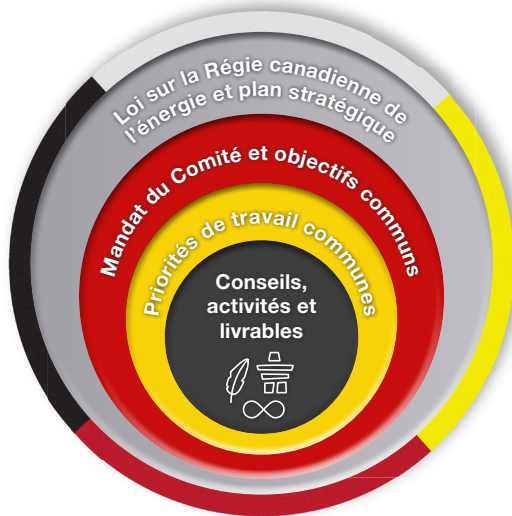 Loi sur la Régie canadienne de
l'énergie et plan stratégique
Mandat du Comité et objectifs communs
Priorités de travail communes
Conseils,
activités et
livrables